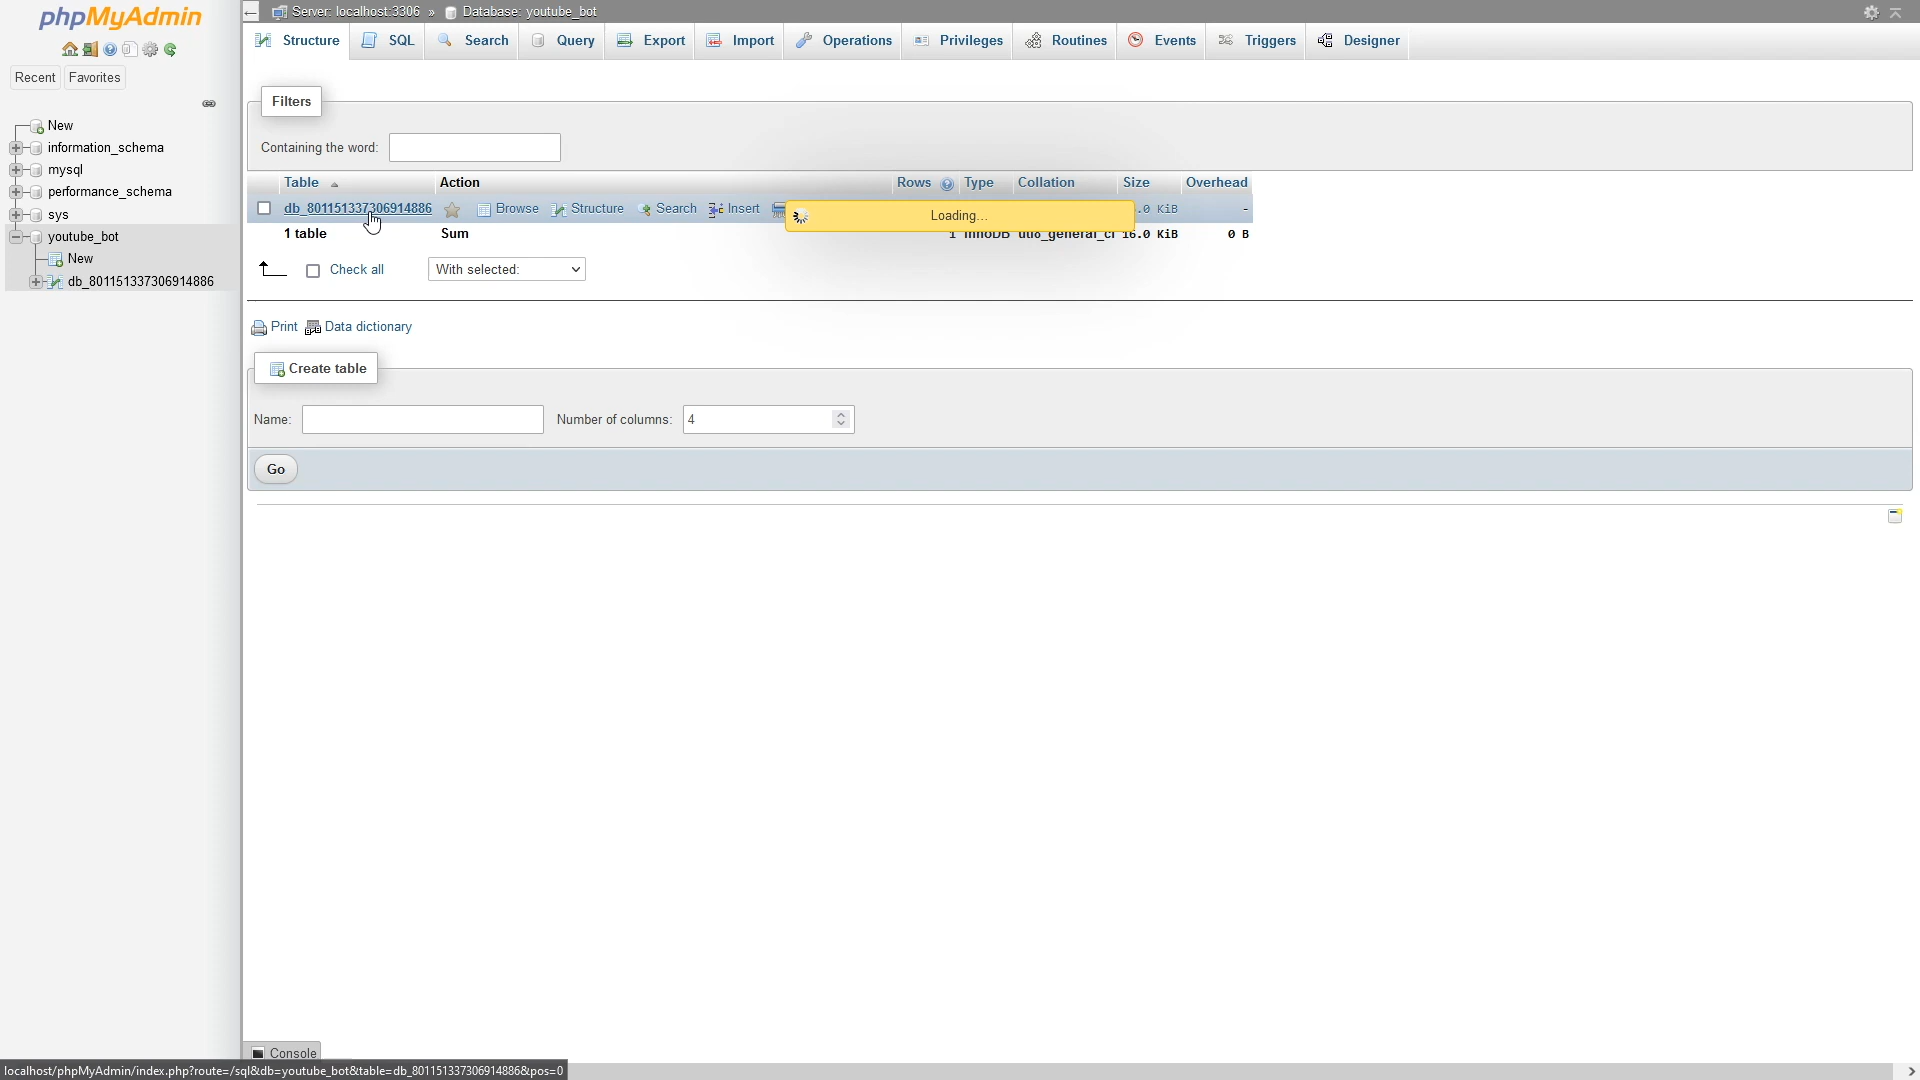 phpMyAdmin
Recent
Favorites
New
information_schema
mysql
performance_schema
sys
youtube_bot
New
db_801151337306914886
Server: localhost:3306 » Database: youtube_bot
Structure SQL Search Query Export Import Operations Privileges Routines Events Triggers Designer
Filters
Containing the word:
Table Action Rows Type Collation Size Overhead
db_801151337306914886 Browse Structure Search Insert Loading... .0 KiB -
1 table Sum 1 InnoDB utf8_general_ci 16.0 KiB 0 B
Check all With selected:
Print Data dictionary
Create table
Name: Number of columns: 4
Go
Console
localhost/phpMyAdmin/index.php?route=/sql&db=youtube_bot&table=db_801151337306914886&pos=0